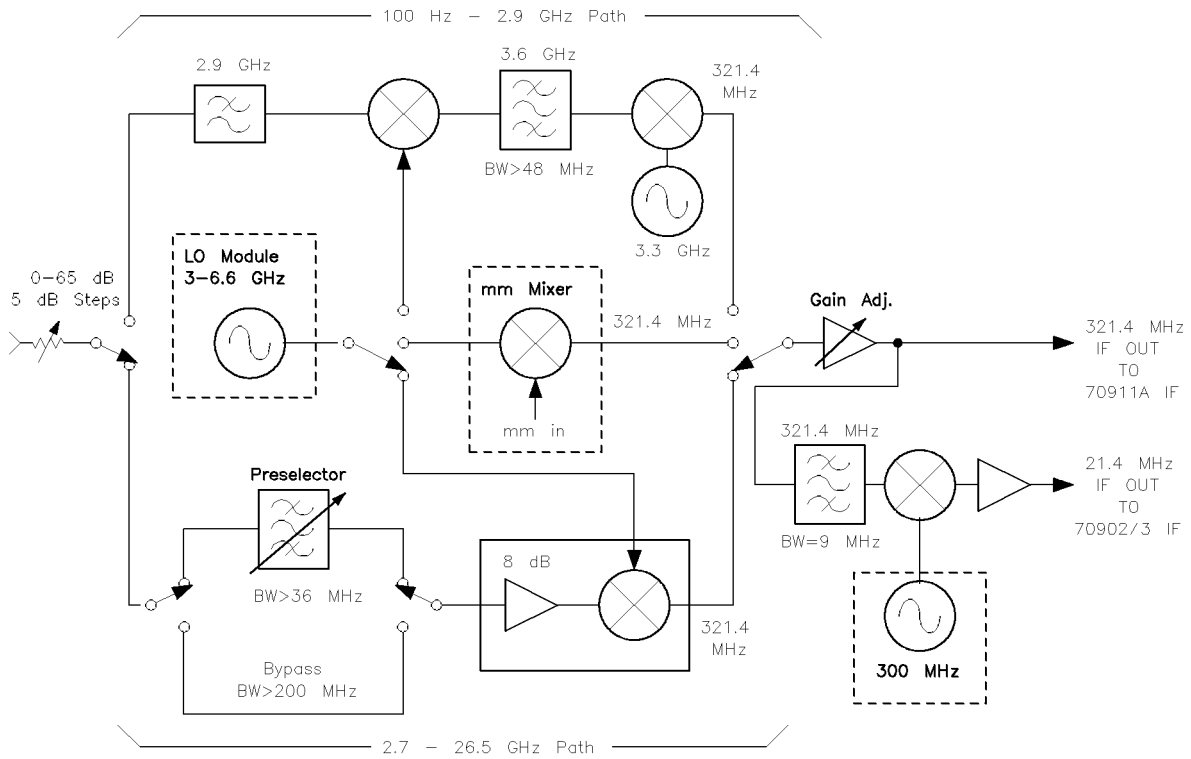 100 Hz – 2.9 GHz Path
2.9 GHz
3.6 GHz
BW>48 MHz
321.4
MHz
3.3 GHz
0–65 dB
5 dB Steps
LO Module
3–6.6 GHz
mm Mixer
mm in
321.4 MHz
Gain Adj.
321.4 MHz
IF OUT
TO
70911A IF
321.4 MHz
BW=9 MHz
21.4 MHz
IF OUT
TO
70902/3 IF
300 MHz
Preselector
BW>36 MHz
Bypass
BW>200 MHz
8 dB
321.4
MHz
2.7 – 26.5 GHz Path